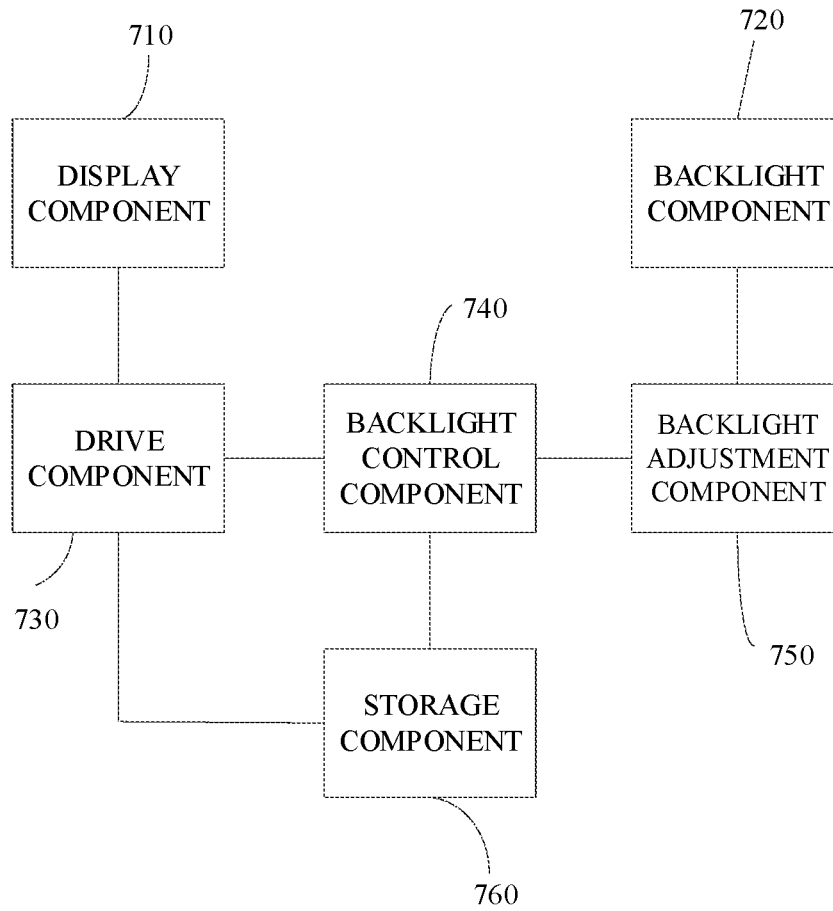 710
720
DISPLAY
COMPONENT
BACKLIGHT
COMPONENT
740
DRIVE
COMPONENT
BACKLIGHT
CONTROL
COMPONENT
BACKLIGHT
ADJUSTMENT
COMPONENT
730
750
STORAGE
COMPONENT
760